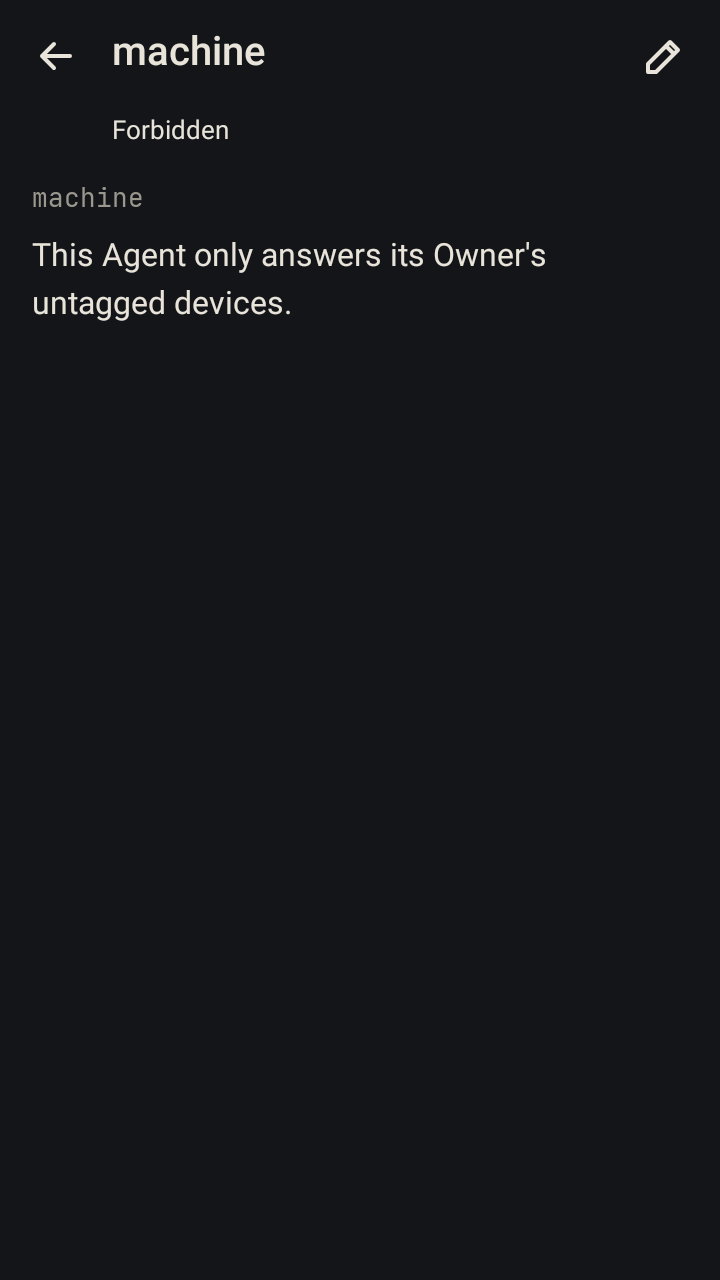 machine
Forbidden
machine
This Agent only answers its Owner's
untagged devices.